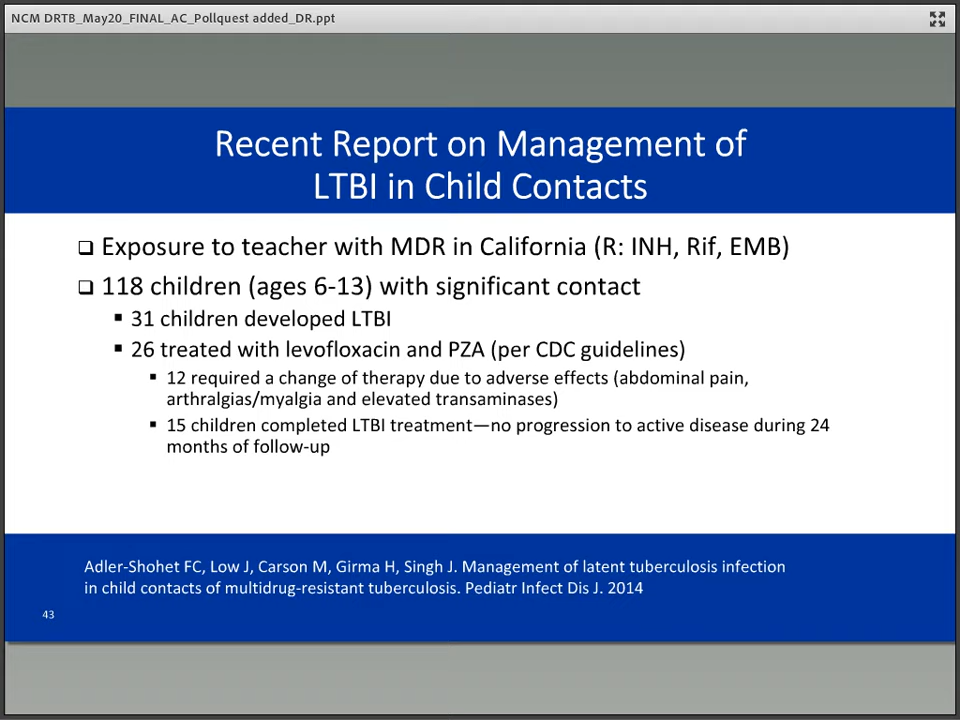 NCM DRTB_May20_FINAL_AC_Pollquest added_DR.ppt
Recent Report on Management of
LTBI in Child Contacts
Exposure to teacher with MDR in California (R: INH, Rif, EMB)
118 children (ages 6-13) with significant contact
31 children developed LTBI
26 treated with levofloxacin and PZA (per CDC guidelines)
12 required a change of therapy due to adverse effects (abdominal pain,
arthralgias/myalgia and elevated transaminases)
15 children completed LTBI treatment—no progression to active disease during 24
months of follow-up
Adler-Shohet FC, Low J, Carson M, Girma H, Singh J. Management of latent tuberculosis infection
in child contacts of multidrug-resistant tuberculosis. Pediatr Infect Dis J. 2014
43